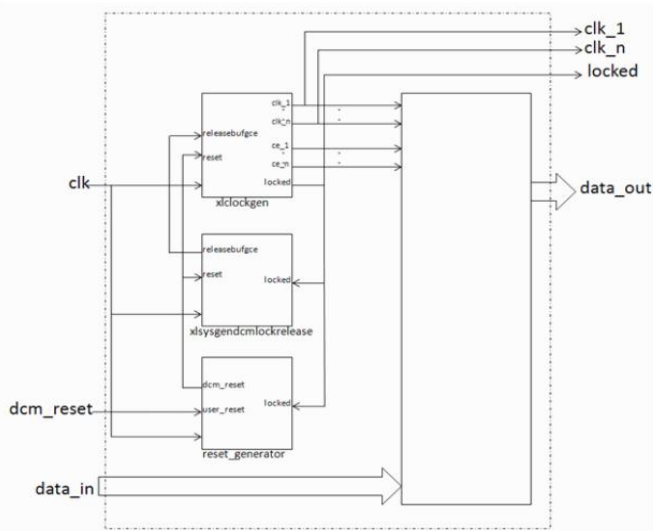 clk_1
clk_n
locked
clk_1
clk_n
releasebufgce
ce_1
reset
ce_n
clk
locked
xlclockgen
data_out
releasebufgce
reset
locked
xlsysgendcmlockrelease
dcm_reset
locked
dcm_reset
user_reset
reset_generator
data_in